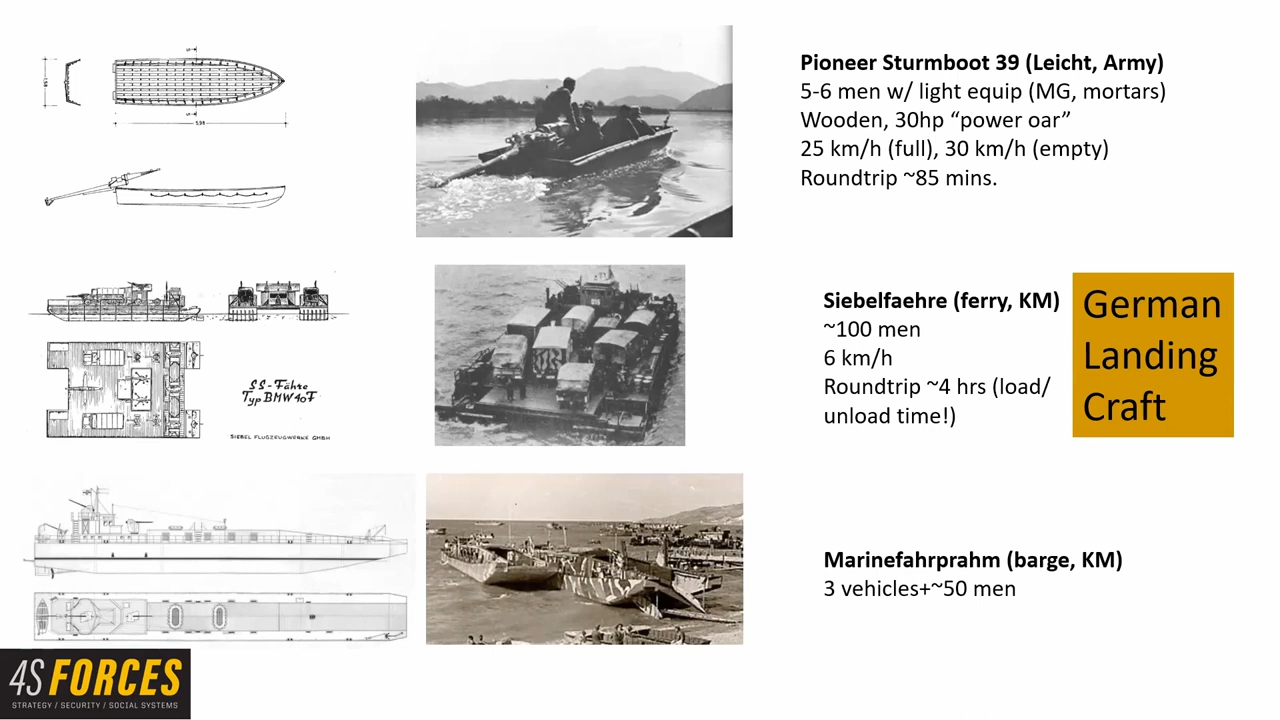 Pioneer Sturmboot 39 (Leicht, Army)
5-6 men w/ light equip (MG, mortars)
Wooden, 30hp “power oar”
25 km/h (full), 30 km/h (empty)
Roundtrip ~85 mins.
SS-Fähre
Typ BMW 40F
SIEBEL FLUGZEUGWERKE GMBH
Siebelfaehre (ferry, KM)
~100 men
6 km/h
Roundtrip ~4 hrs (load/
unload time!)
German
Landing
Craft
Marinefahrprahm (barge, KM)
3 vehicles+~50 men
4S FORCES
STRATEGY / SECURITY / SOCIAL SYSTEMS